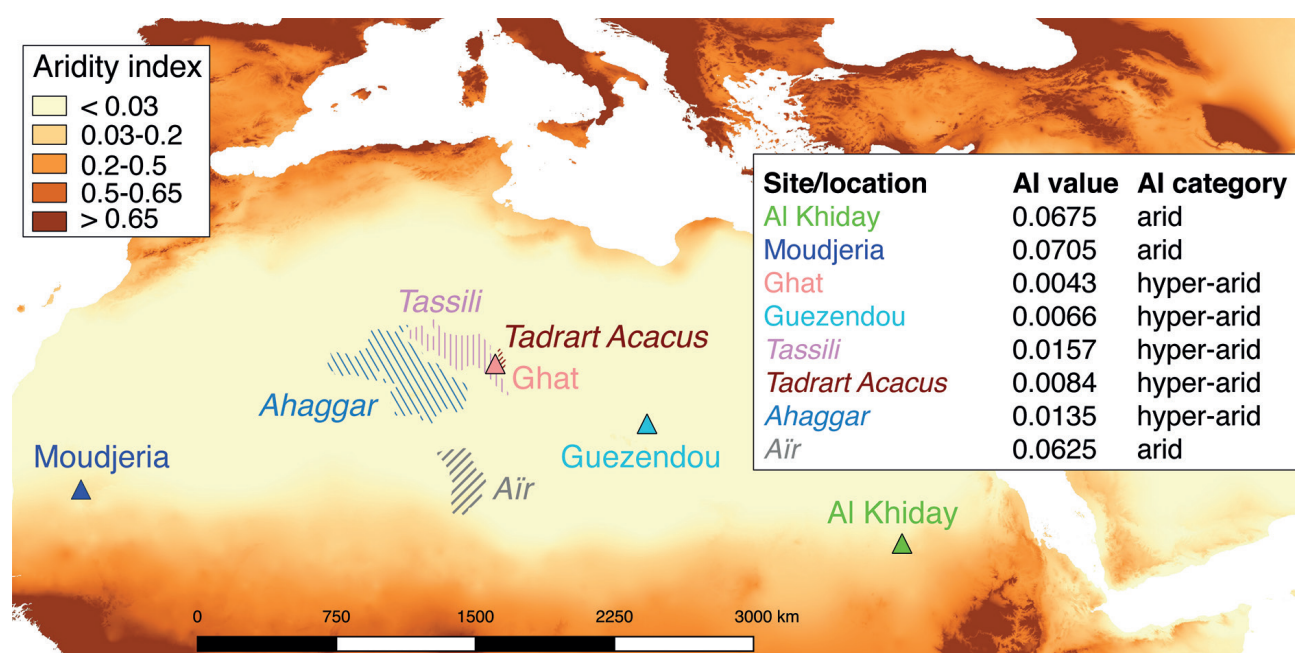 Aridity index
< 0.03
0.03-0.2
0.2-0.5
0.5-0.65
> 0.65
Site/location AI value AI category
Al Khiday 0.0675 arid
Moudjeria 0.0705 arid
Ghat 0.0043 hyper-arid
Guezendou 0.0066 hyper-arid
Tassili 0.0157 hyper-arid
Tadrart Acacus 0.0084 hyper-arid
Ahaggar 0.0135 hyper-arid
Aïr 0.0625 arid
Tassili
Tadrart Acacus
Ghat
Ahaggar
Guezendou
Moudjeria
Aïr
Al Khiday
0 750 1500 2250 3000 km